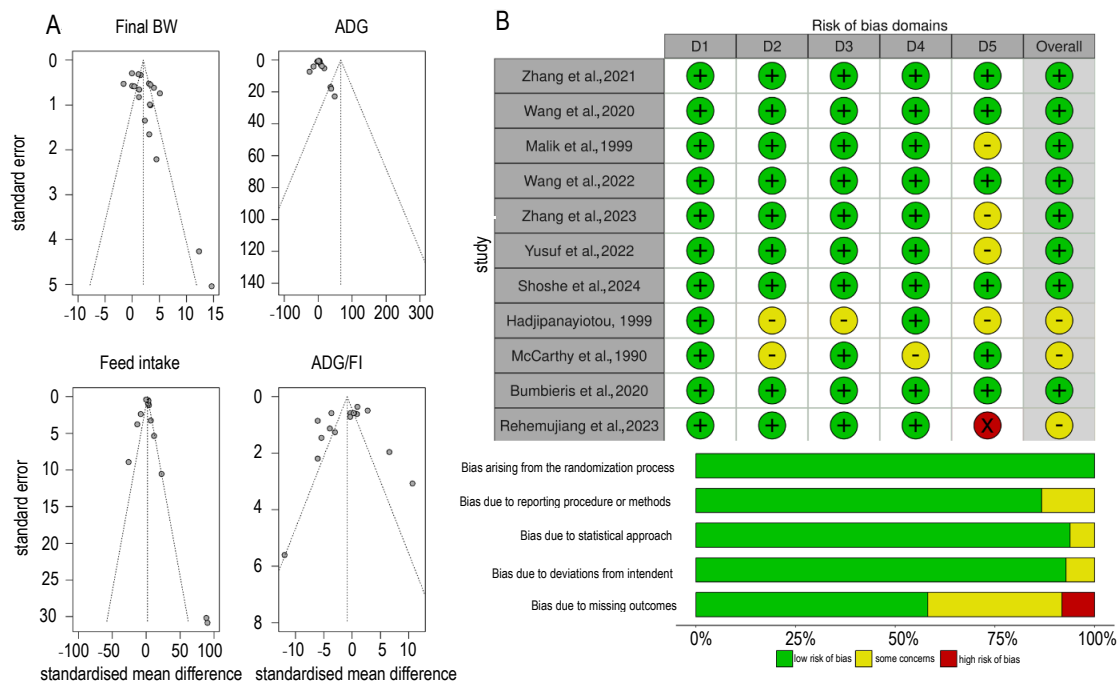 A
Final BW
ADG
standard error
0
1
2
3
4
5
-10 -5 0 5 10 15
0
20
40
60
80
100
120
140
-100 0 100 200 300
Feed intake
ADG/FI
standard error
0
5
10
15
20
25
30
-100 -50 0 50 100
0
2
4
6
8
-10 -5 0 5 10
standardised mean difference
standardised mean difference
B
Risk of bias domains
D1 D2 D3 D4 D5 Overall
study
Zhang et al.,2021 + + + + + +
Wang et al.,2020 + + + + + +
Malik et al.,1999 + + + + - +
Wang et al.,2022 + + + + + +
Zhang et al.,2023 + + + + - +
Yusuf et al.,2022 + + + + - +
Shoshe et al.,2024 + + + + + +
Hadjipanayiotou, 1999 + - - + - -
McCarthy et al.,1990 + - + - + -
Bumbieris et al.,2020 + + + + + +
Rehemujiang et al.,2023 + + + + X -
Bias arising from the randomization process
Bias due to reporting procedure or methods
Bias due to statistical approach
Bias due to deviations from intendent
Bias due to missing outcomes
0% 25% 50% 75% 100%
low risk of bias some concerns high risk of bias